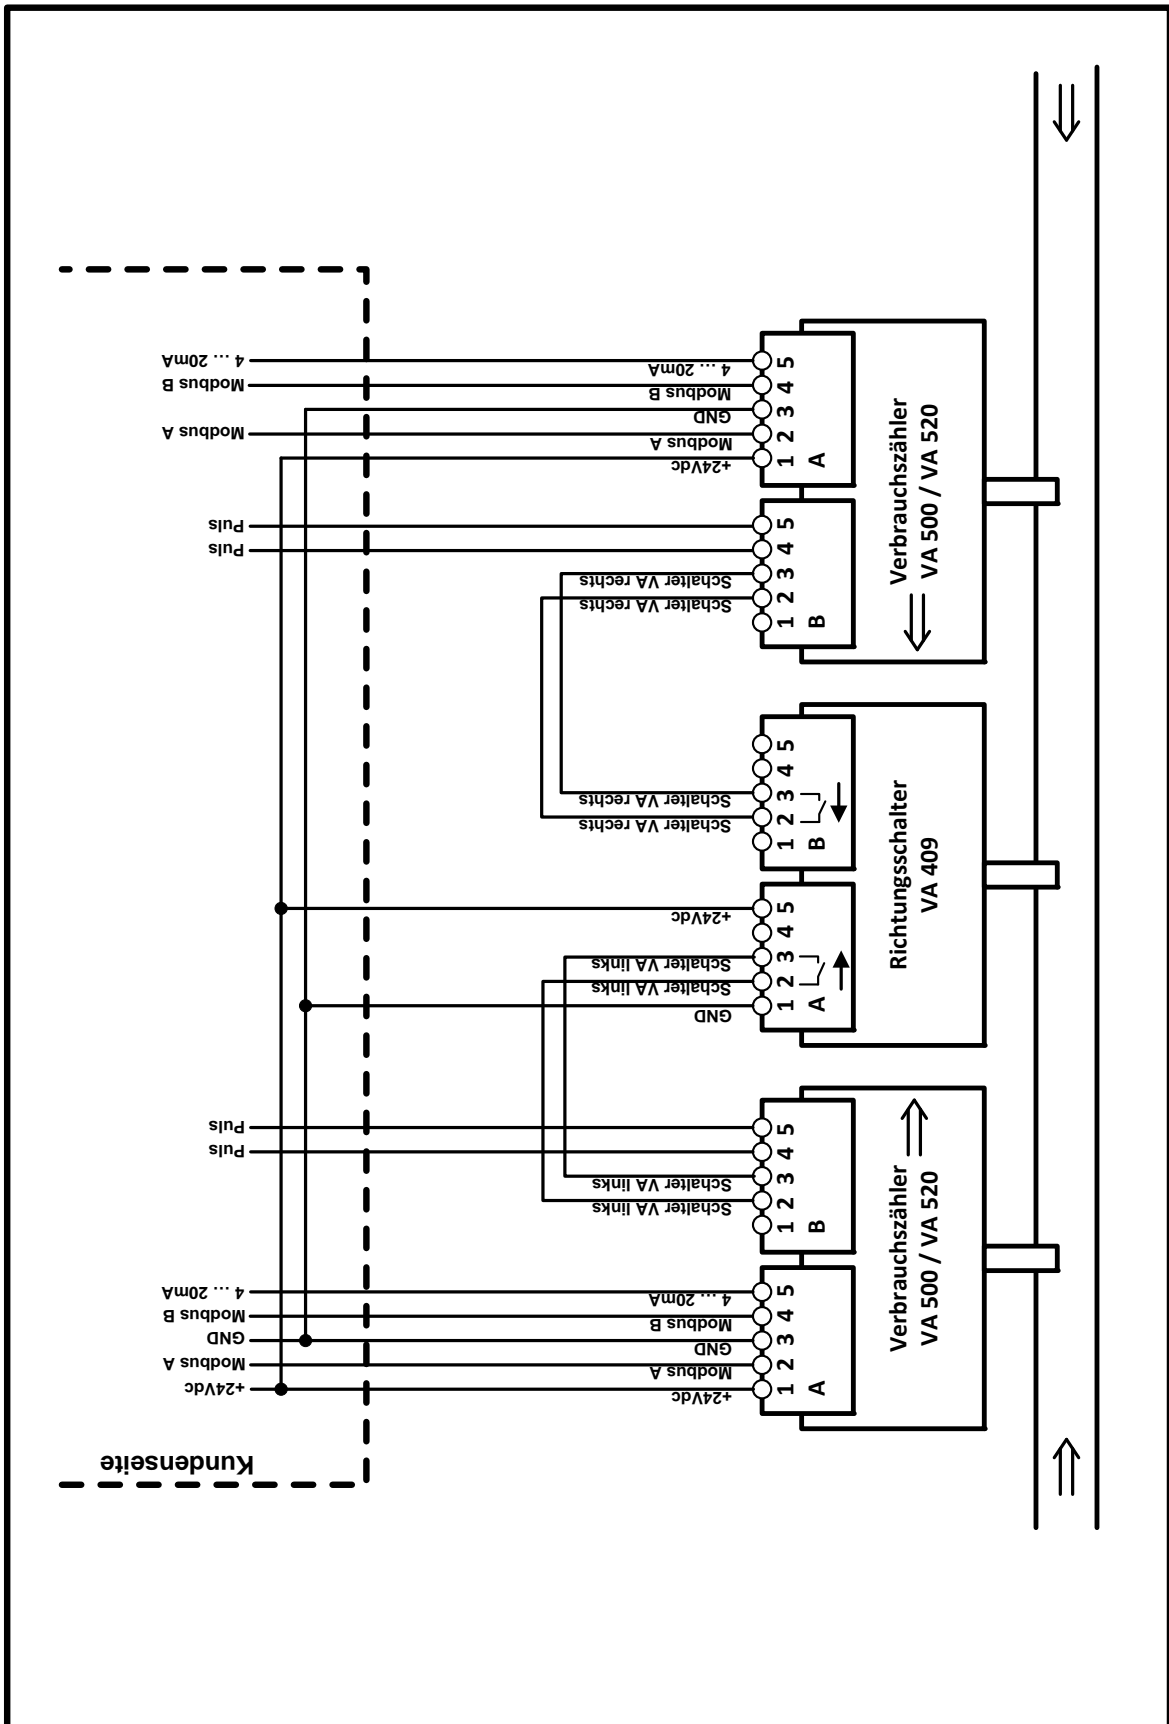 4 ... 20mA
Modbus B
Modbus A
4 ... 20mA
Modbus B
GND
Modbus A
+24Vdc
5
4
3
2
1
A
Verbrauchszähler
VA 500 / VA 520
Puls
Puls
Schalter VA rechts
Schalter VA rechts
5
4
3
2
1
B
Schalter VA rechts
Schalter VA rechts
5
4
3
2
1
B
Richtungsschalter
VA 409
+24Vdc
Schalter VA links
Schalter VA links
GND
5
4
3
2
1
A
Puls
Puls
Schalter VA links
Schalter VA links
5
4
3
2
1
B
Verbrauchszähler
VA 500 / VA 520
4 ... 20mA
Modbus B
GND
Modbus A
+24Vdc
4 ... 20mA
Modbus B
GND
Modbus A
+24Vdc
5
4
3
2
1
A
Kundenseite